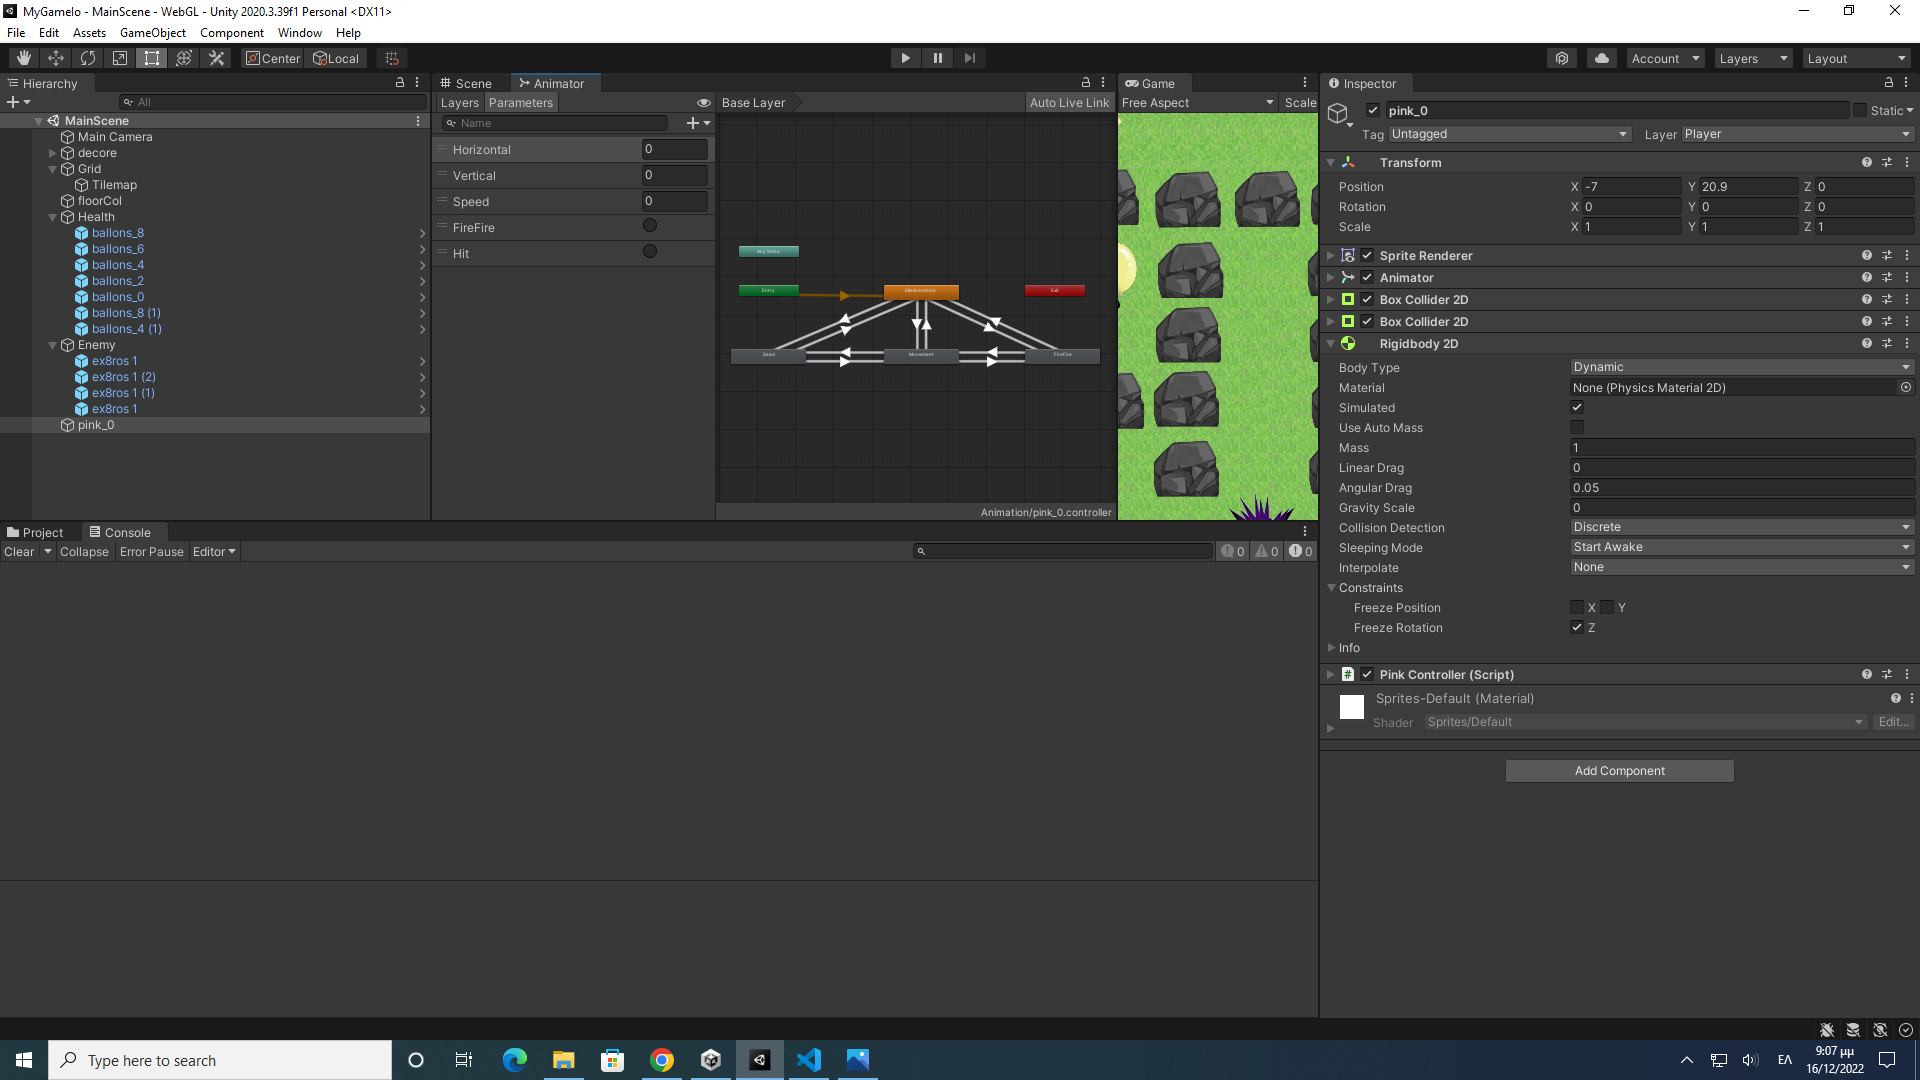 MyGamelo - MainScene - WebGL - Unity 2020.3.39f1 Personal <DX11>
File Edit Assets GameObject Component Window Help
Center Local Account Layers Layout
Hierarchy
All
MainScene
Main Camera
decore
Grid
Tilemap
floorCol
Health
ballons_8
ballons_6
ballons_4
ballons_2
ballons_0
ballons_8 (1)
ballons_4 (1)
Enemy
ex8ros 1
ex8ros 1 (2)
ex8ros 1 (1)
ex8ros 1
pink_0
Scene Animator
Layers Parameters Base Layer Auto Live Link
Name
Horizontal 0
Vertical 0
Speed 0
FireFire
Hit
Any State
Entry IdleAnimation Exit
Dead Movement FireFire
Animation/pink_0.controller
Game
Free Aspect Scale
Project Console
Clear Collapse Error Pause Editor 0 0 0
Inspector
pink_0 Static
Tag Untagged Layer Player
Transform
Position X -7 Y 20.9 Z 0
Rotation X 0 Y 0 Z 0
Scale X 1 Y 1 Z 1
Sprite Renderer
Animator
Box Collider 2D
Box Collider 2D
Rigidbody 2D
Body Type Dynamic
Material None (Physics Material 2D)
Simulated
Use Auto Mass
Mass 1
Linear Drag 0
Angular Drag 0.05
Gravity Scale 0
Collision Detection Discrete
Sleeping Mode Start Awake
Interpolate None
Constraints
Freeze Position X Y
Freeze Rotation Z
Info
Pink Controller (Script)
Sprites-Default (Material)
Shader Sprites/Default Edit...
Add Component
Type here to search
ΕΛ
9:07 μμ
16/12/2022